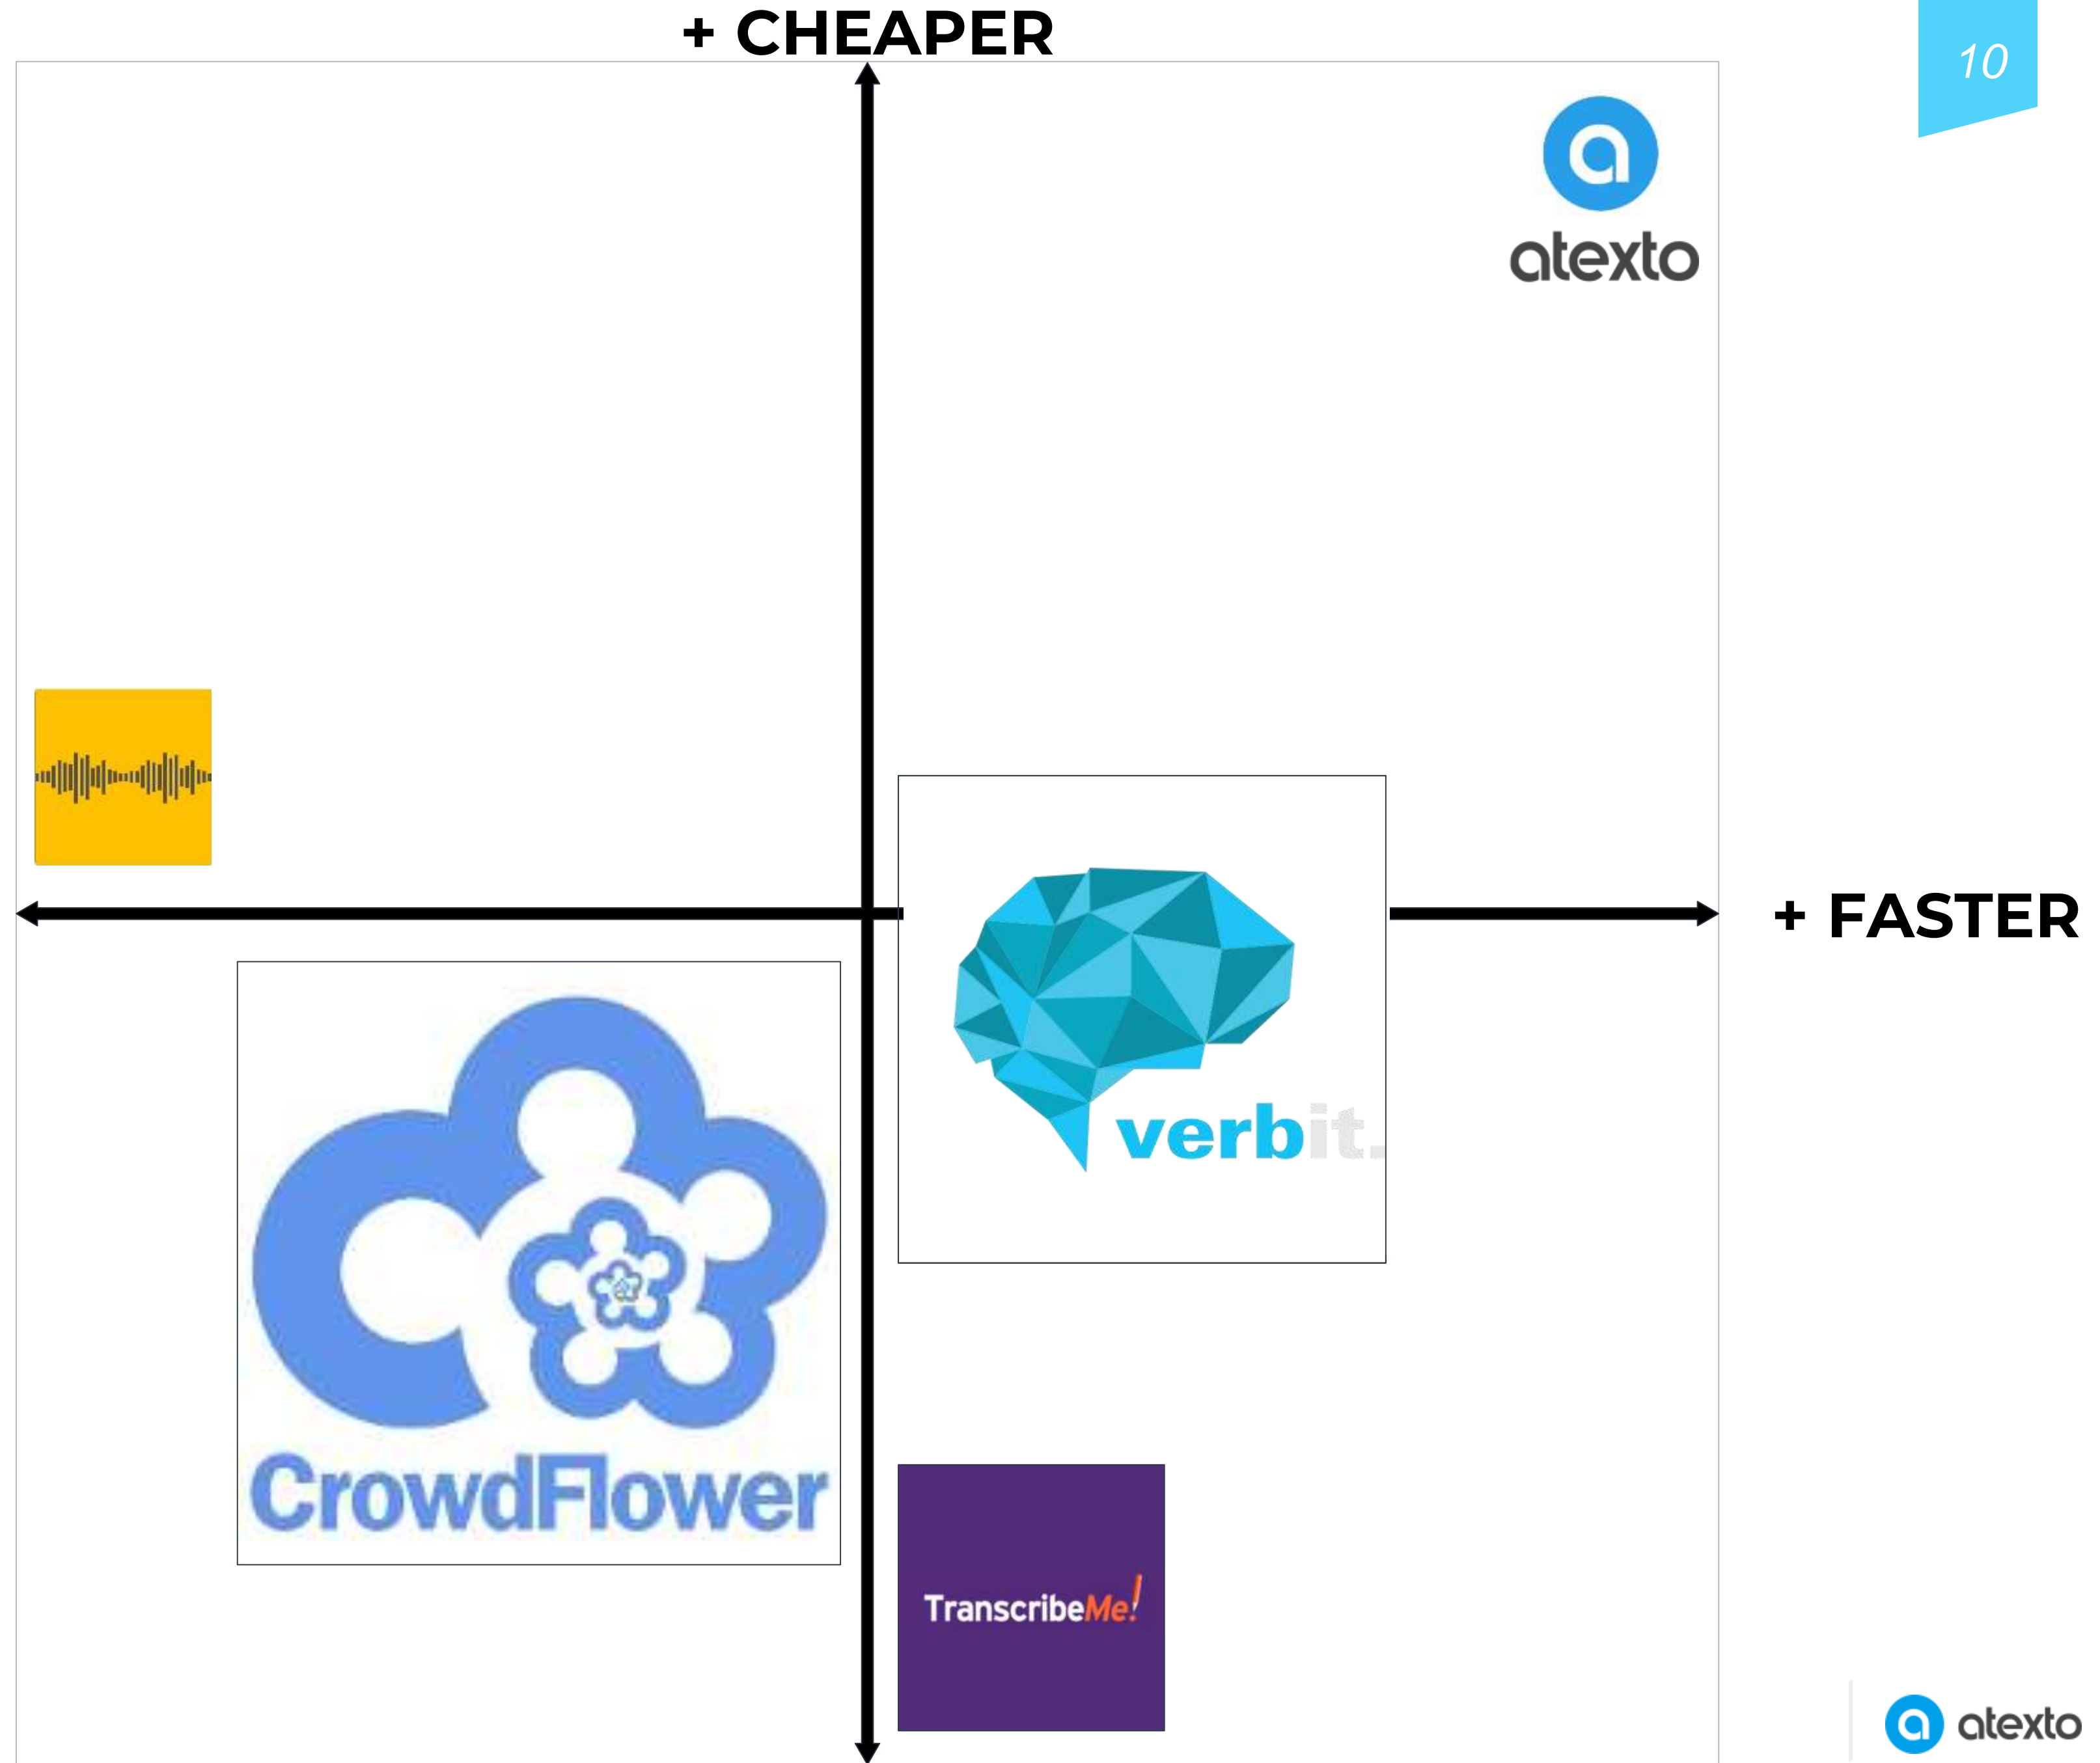 + CHEAPER
10
atexto
+ FASTER
verbit.
CrowdFlower
TranscribeMe!
atexto